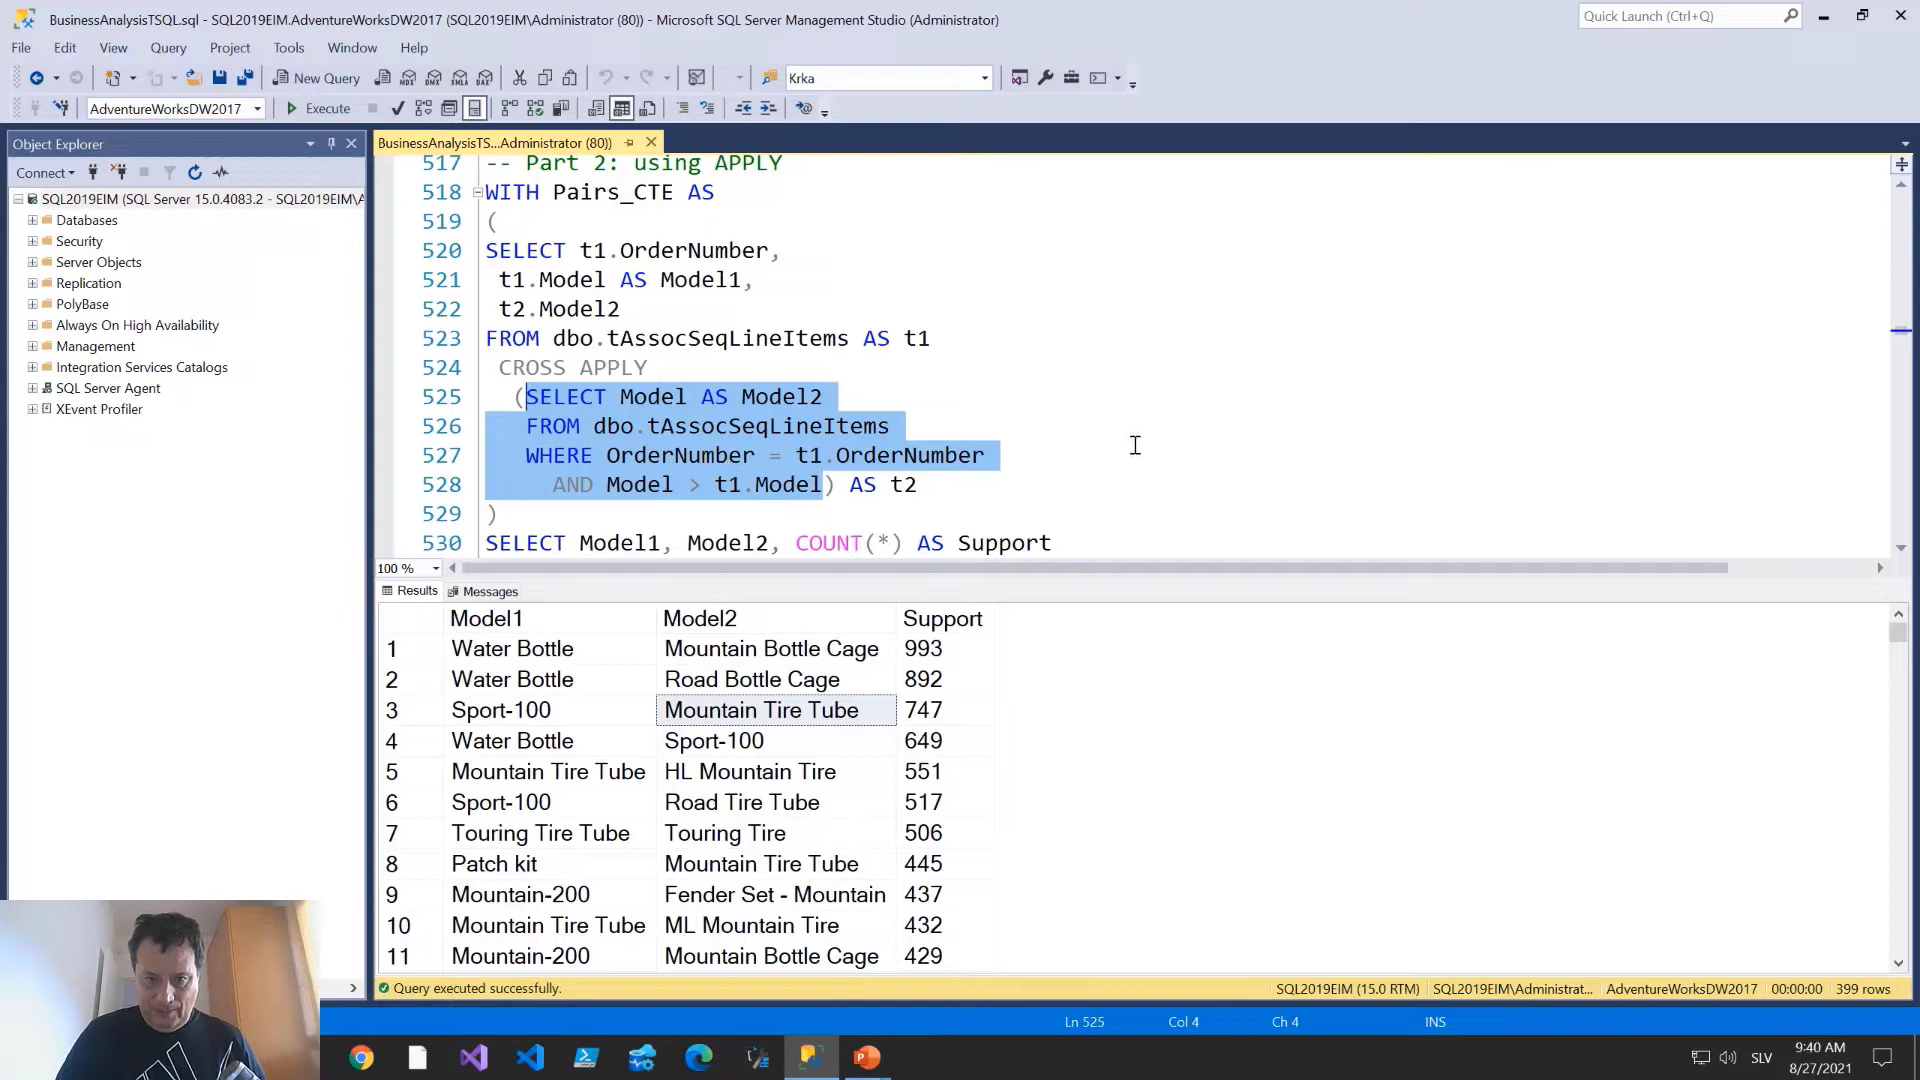 BusinessAnalysisTSQL.sql - SQL2019EIM.AdventureWorksDW2017 (SQL2019EIM\Administrator (80)) - Microsoft SQL Server Management Studio (Administrator)
Quick Launch (Ctrl+Q)
File Edit View Query Project Tools Window Help
New Query
MDX DMX XMLA DAX
Krka
AdventureWorksDW2017
Execute
Object Explorer
Connect
SQL2019EIM (SQL Server 15.0.4083.2 - SQL2019EIM\A
Databases
Security
Server Objects
Replication
PolyBase
Always On High Availability
Management
Integration Services Catalogs
SQL Server Agent
XEvent Profiler
BusinessAnalysisTS...Administrator (80))
517 -- Part 2: using APPLY
518 WITH Pairs_CTE AS
519 (
520 SELECT t1.OrderNumber,
521 t1.Model AS Model1,
522 t2.Model2
523 FROM dbo.tAssocSeqLineItems AS t1
524 CROSS APPLY
525 (SELECT Model AS Model2
526 FROM dbo.tAssocSeqLineItems
527 WHERE OrderNumber = t1.OrderNumber
528 AND Model > t1.Model) AS t2
529 )
530 SELECT Model1, Model2, COUNT(*) AS Support
100 %
Results Messages
Model1 Model2 Support
1 Water Bottle Mountain Bottle Cage 993
2 Water Bottle Road Bottle Cage 892
3 Sport-100 Mountain Tire Tube 747
4 Water Bottle Sport-100 649
5 Mountain Tire Tube HL Mountain Tire 551
6 Sport-100 Road Tire Tube 517
7 Touring Tire Tube Touring Tire 506
8 Patch kit Mountain Tire Tube 445
9 Mountain-200 Fender Set - Mountain 437
10 Mountain Tire Tube ML Mountain Tire 432
11 Mountain-200 Mountain Bottle Cage 429
Query executed successfully.
SQL2019EIM (15.0 RTM) SQL2019EIM\Administrat... AdventureWorksDW2017 00:00:00 399 rows
Ln 525 Col 4 Ch 4 INS
SLV
9:40 AM
8/27/2021